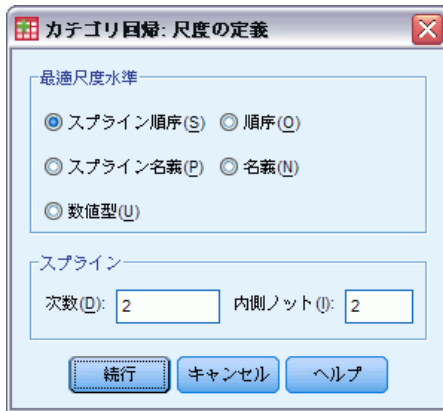 カテゴリ回帰: 尺度の定義
最適尺度水準
スプライン順序(S) 順序(O)
スプライン名義(P) 名義(N)
数値型(U)
スプライン
次数(D): 2 内側ノット(I): 2
続行 キャンセル ヘルプ